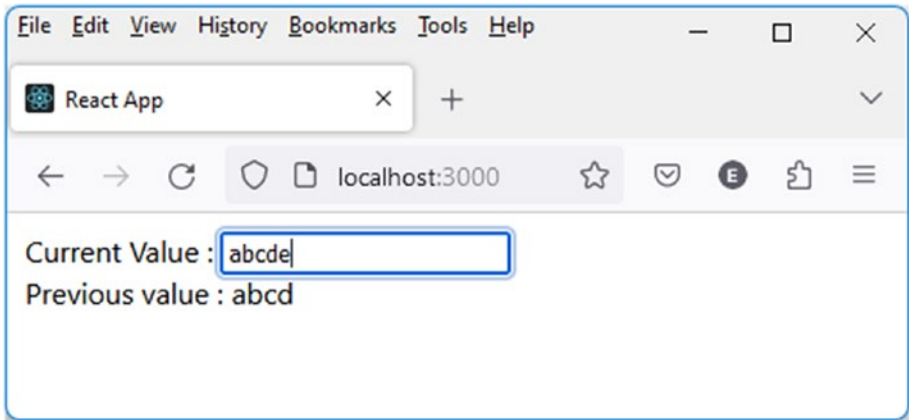 File Edit View History Bookmarks Tools Help
React App
localhost:3000
E
Current Value : abcde
Previous value : abcd